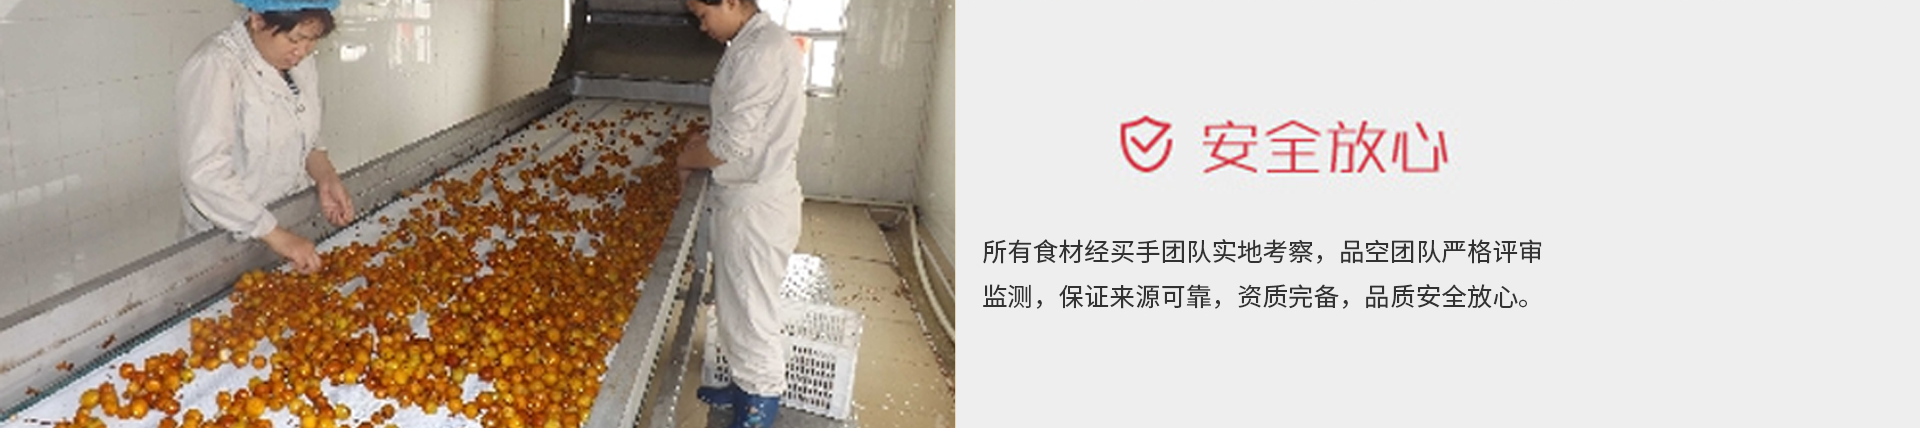 安全放心
所有食材经买手团队实地考察，品空团队严格评审
监测，保证来源可靠，资质完备，品质安全放心。